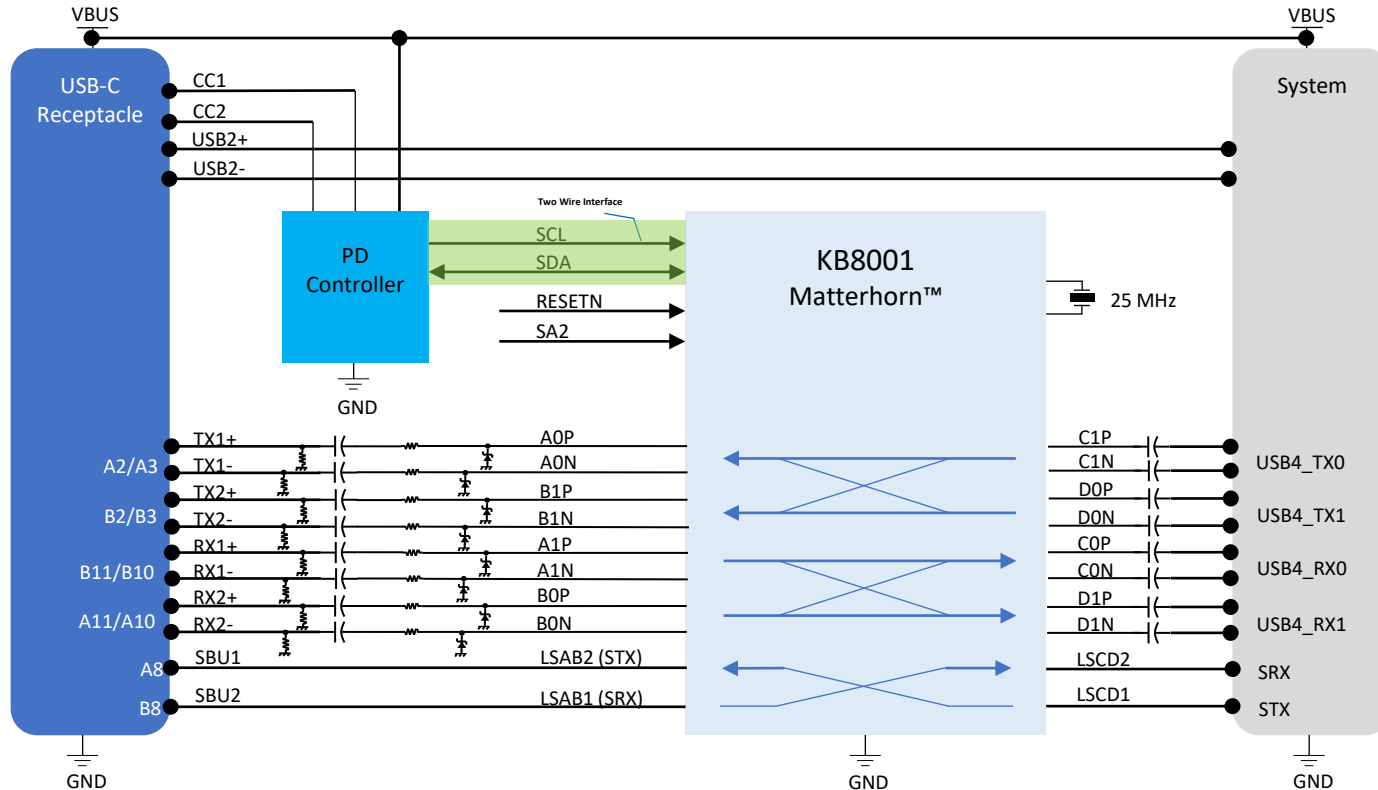 VBUS
VBUS
USB-C
Receptacle
System
CC1
CC2
USB2+
USB2-
Two Wire Interface
PD
Controller
SCL
SDA
RESETN
SA2
KB8001
Matterhorn™
25 MHz
GND
TX1+
A0P
C1P
A2/A3
TX1-
A0N
C1N
USB4_TX0
TX2+
B1P
D0P
B2/B3
TX2-
B1N
D0N
USB4_TX1
RX1+
A1P
C0P
B11/B10
RX1-
A1N
C0N
USB4_RX0
RX2+
B0P
D1P
A11/A10
RX2-
B0N
D1N
USB4_RX1
A8
SBU1
LSAB2 (STX)
LSCD2
SRX
B8
SBU2
LSAB1 (SRX)
LSCD1
STX
GND
GND
GND